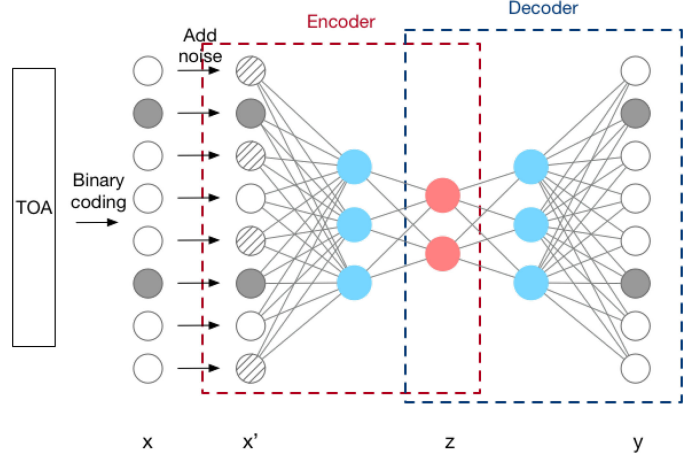 Encoder
Decoder
Add
noise
TOA
Binary
coding
x
x’
z
y